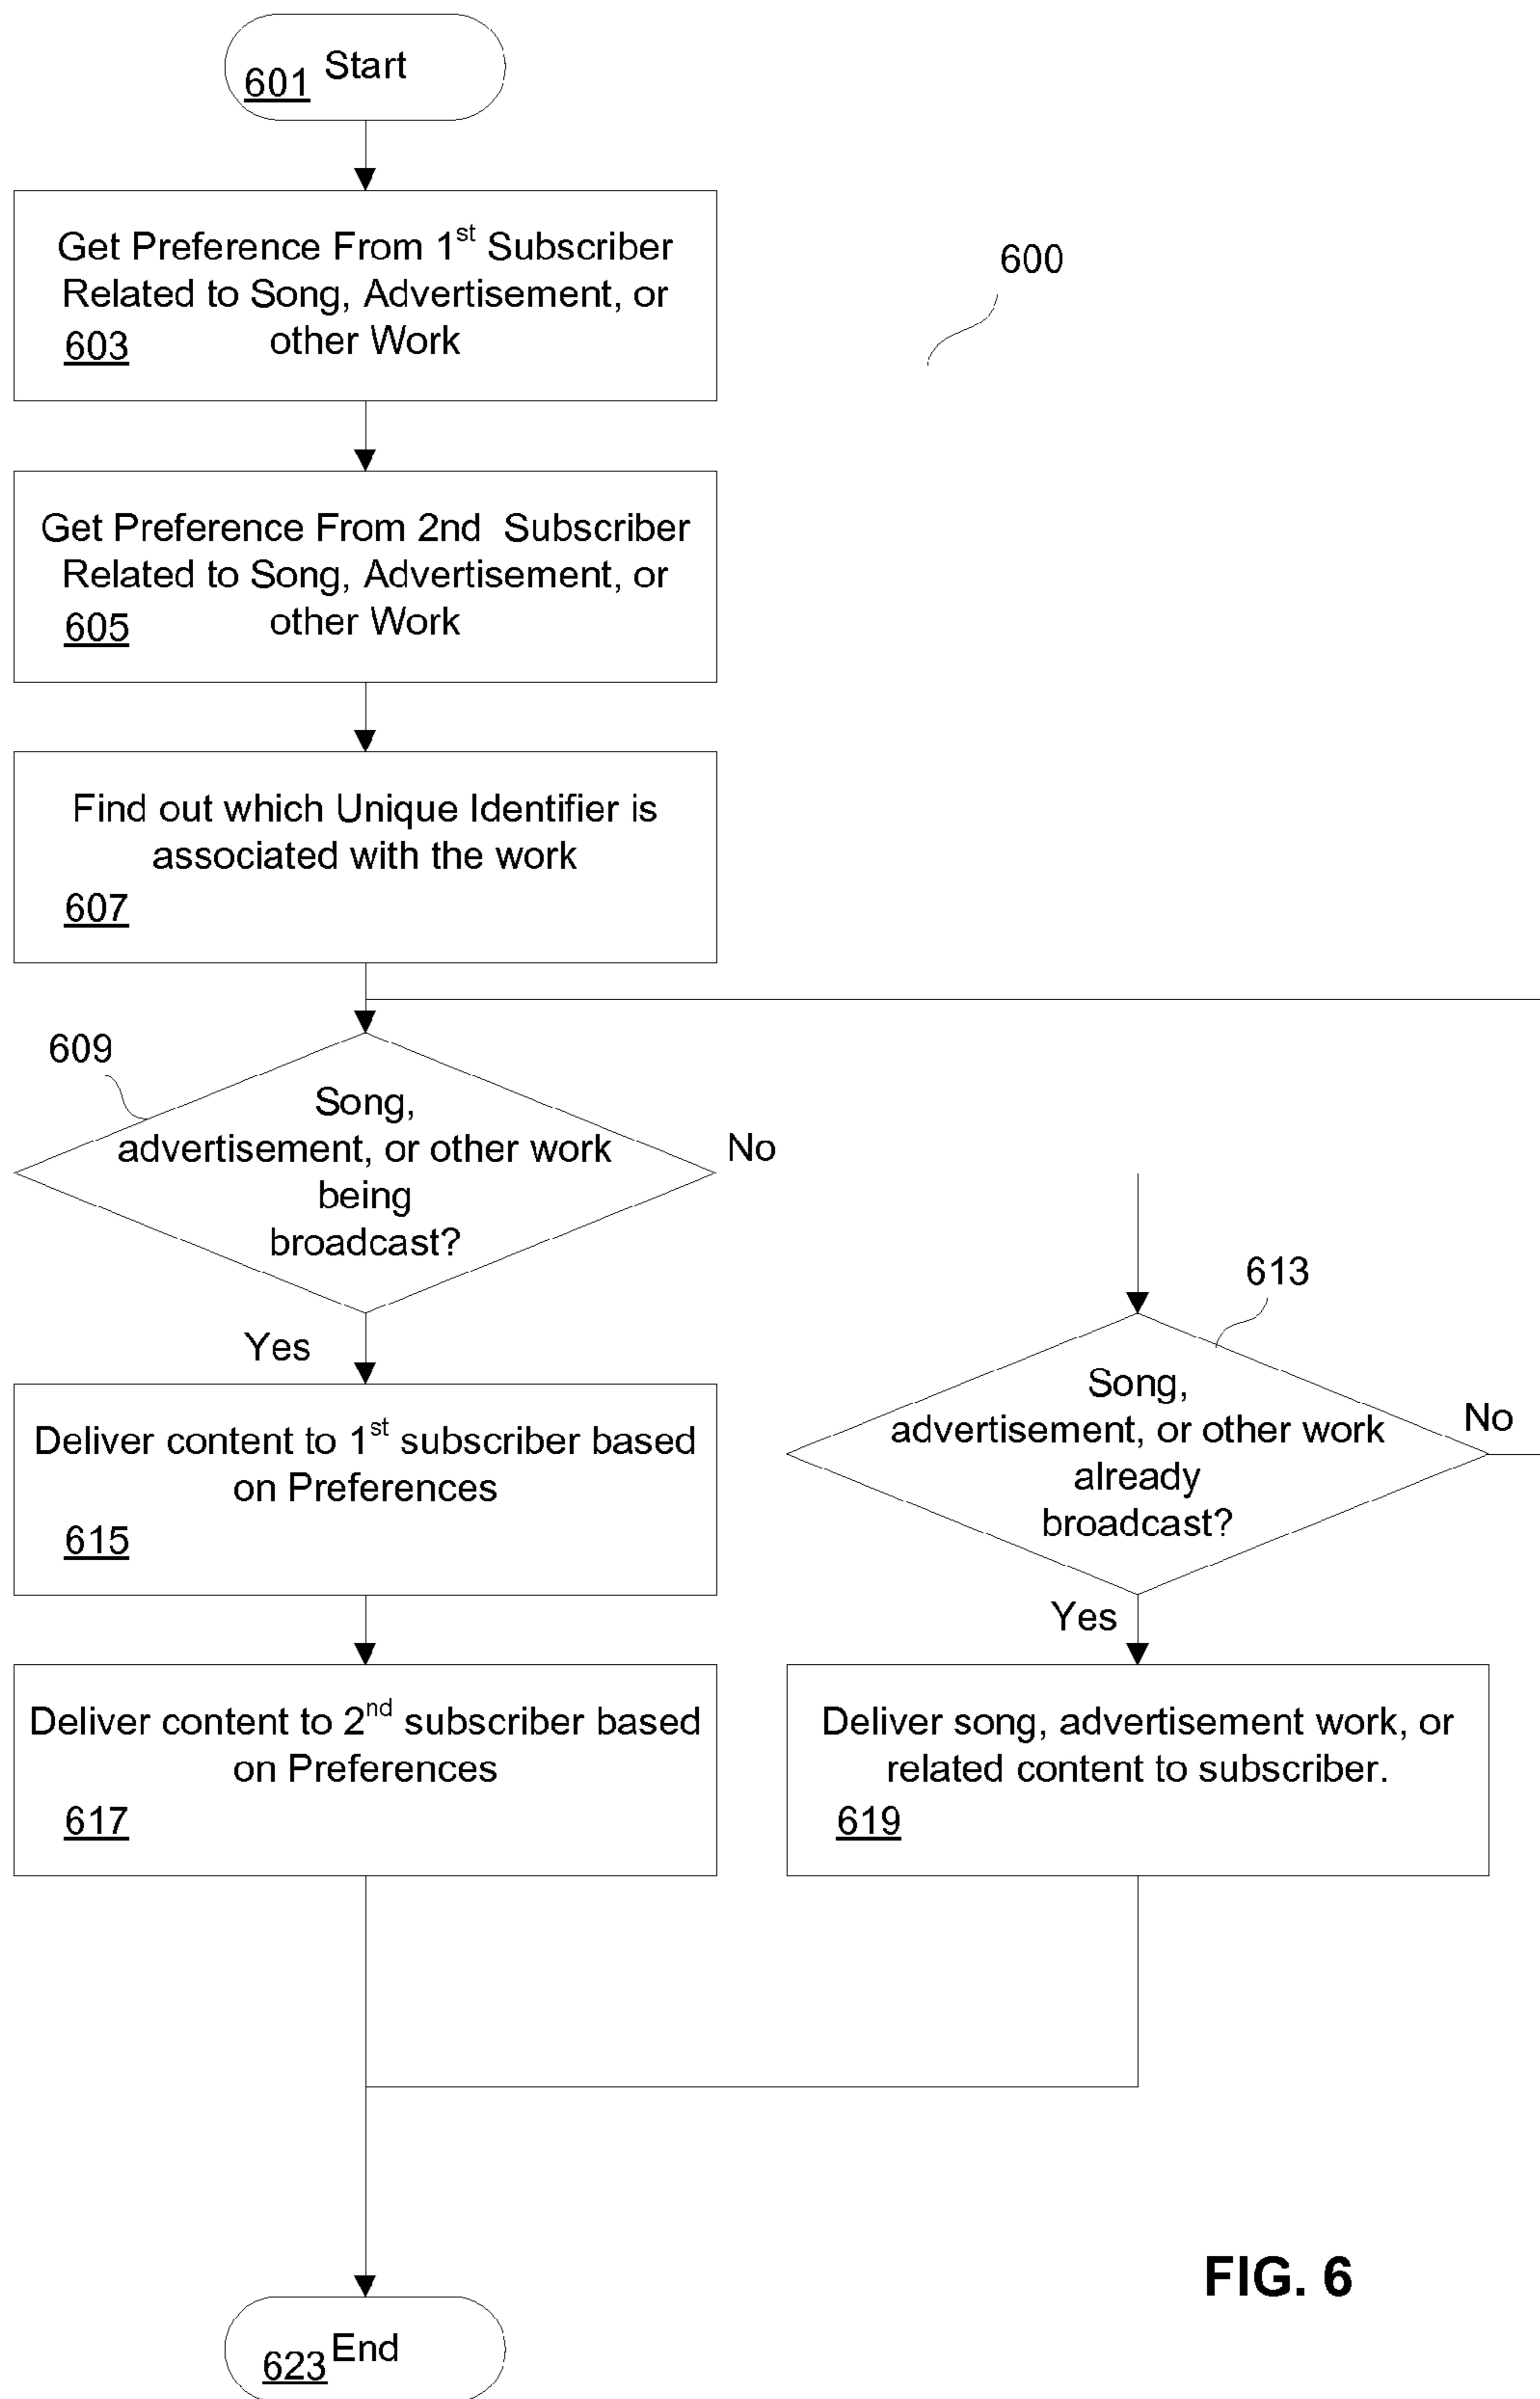 601 Start
Get Preference From 1st Subscriber
Related to Song, Advertisement, or
603 other Work
600
Get Preference From 2nd Subscriber
Related to Song, Advertisement, or
605 other Work
Find out which Unique Identifier is
associated with the work
607
609
Song,
advertisement, or other work
being
broadcast?
No
Yes
613
Song,
advertisement, or other work
already
broadcast?
No
Yes
Deliver content to 1st subscriber based
on Preferences
615
Deliver content to 2nd subscriber based
on Preferences
617
Deliver song, advertisement work, or
related content to subscriber.
619
FIG. 6
623 End